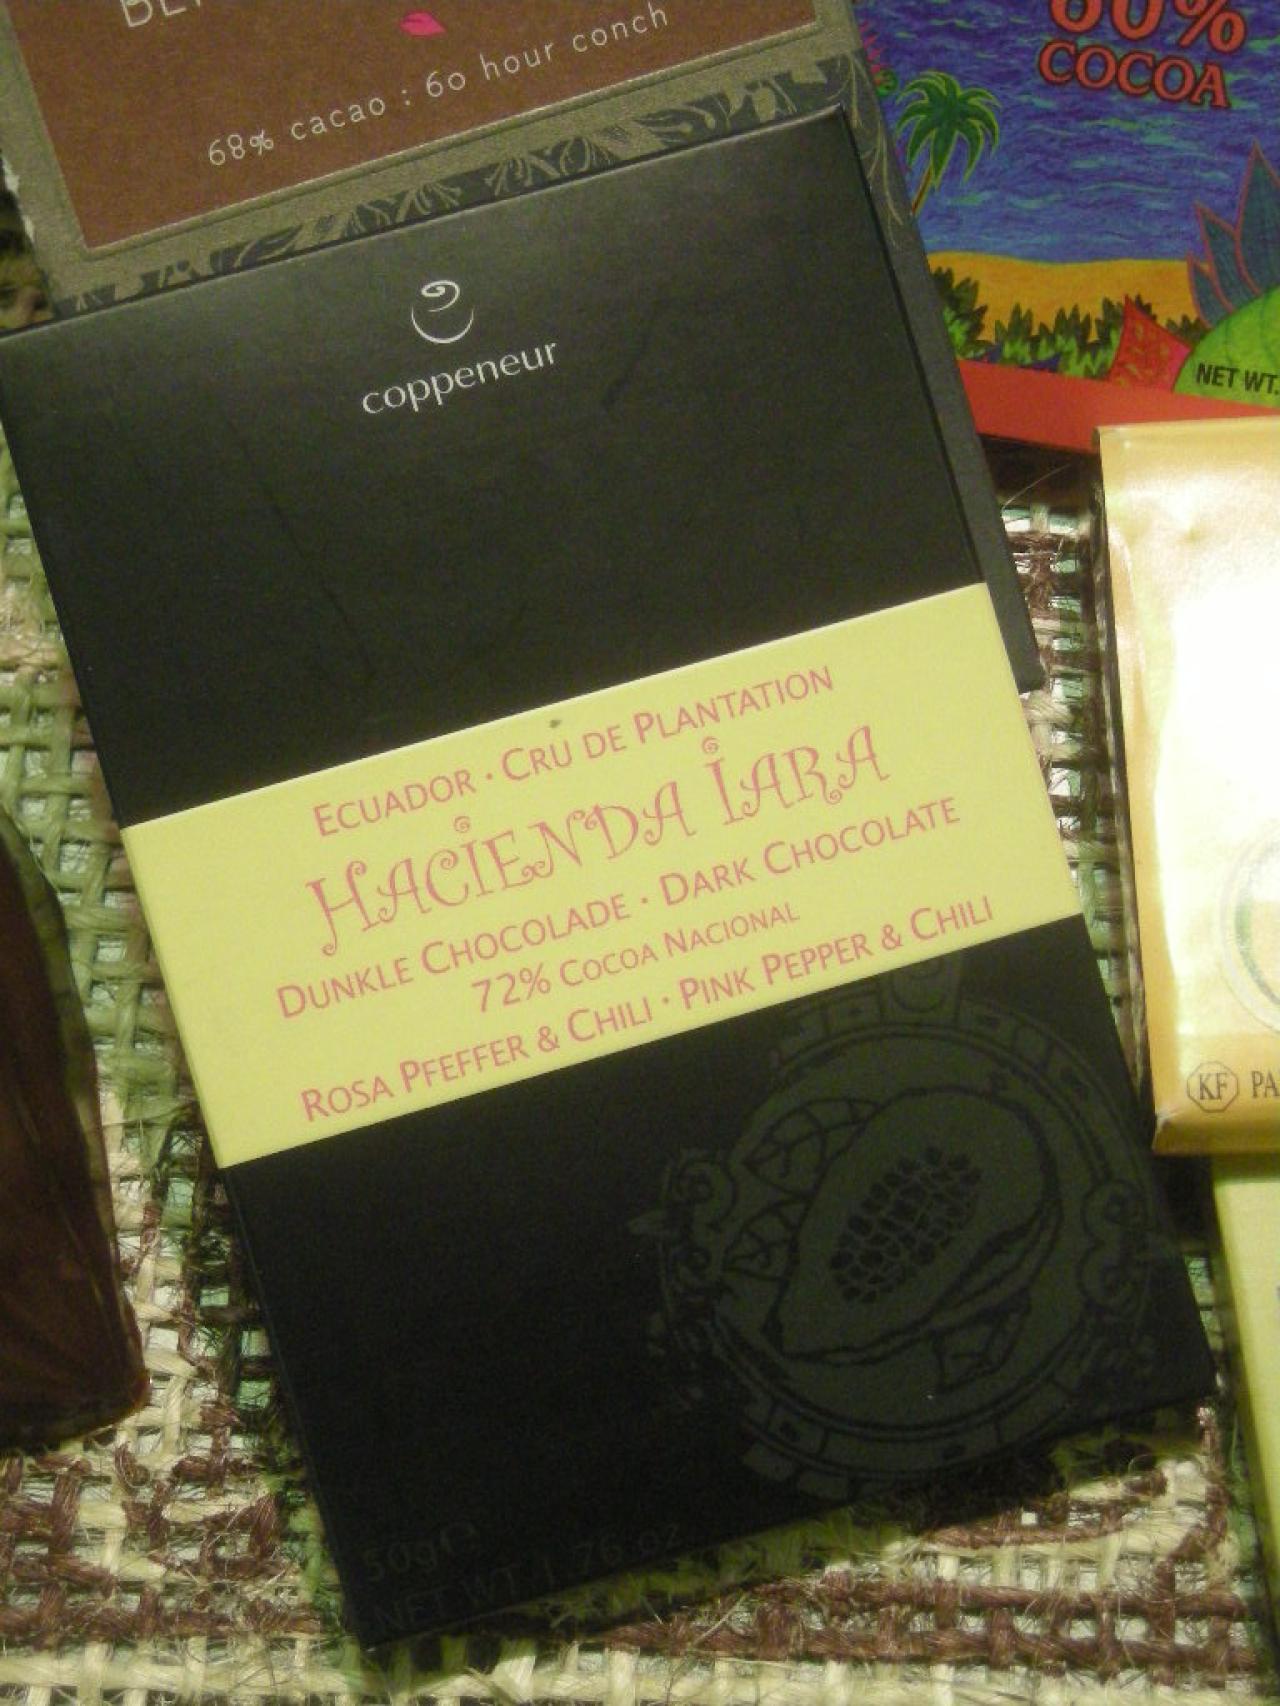 68% cacao : 60 hour conch
60%
COCOA
NET WT.
coppeneur
ECUADOR · CRU DE PLANTATION
HACIENDA IARA
DUNKLE CHOCOLADE · DARK CHOCOLATE
72% COCOA NACIONAL
ROSA PFEFFER & CHILI · PINK PEPPER & CHILI
KF
50g℮
NET WT. 1.76 oz